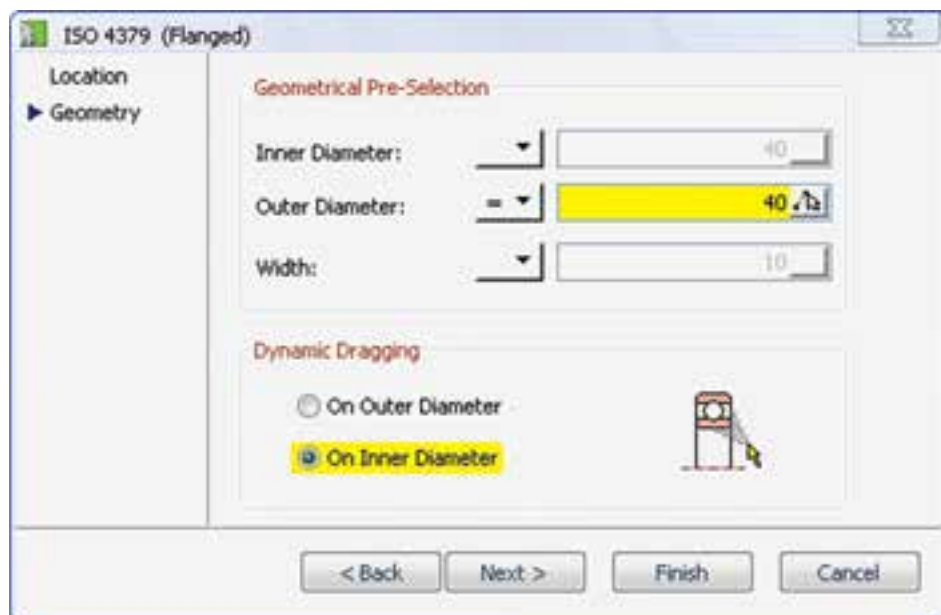 ISO 4379 (Flanged)
Location
Geometry
Geometrical Pre-Selection
Inner Diameter: 40
Outer Diameter: = 40
Width: 10
Dynamic Dragging
On Outer Diameter
On Inner Diameter
< Back Next > Finish Cancel